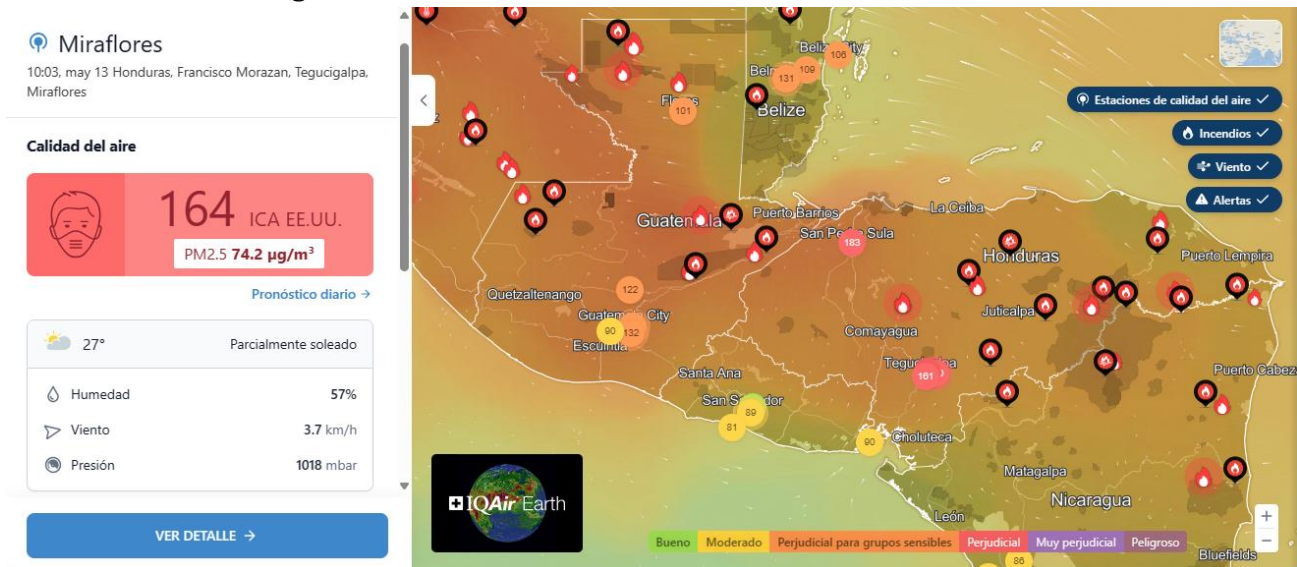 Miraflores
10:03, may 13 Honduras, Francisco Morazan, Tegucigalpa,
Miraflores
Calidad del aire
164 ICA EE.UU.
PM2.5 74.2 µg/m³
Pronóstico diario →
27° Parcialmente soleado
Humedad 57%
Viento 3.7 km/h
Presión 1018 mbar
VER DETALLE →
Estaciones de calidad del aire
Incendios
Viento
Alertas
106
109
131
101
Belize
Guatemala
Puerto Barrios
La Ceiba
San Pedro Sula
183
Honduras
Puerto Lempira
Quetzaltenango
122
Guatemala City
90
132
Escuintla
Comayagua
Juticalpa
161
Santa Ana
Puerto Cabez
89
81
90
Choluteca
Matagalpa
Nicaragua
León
IQAir Earth
Bueno Moderado Perjudicial para grupos sensibles Perjudicial Muy perjudicial Peligroso
86
Bluefields